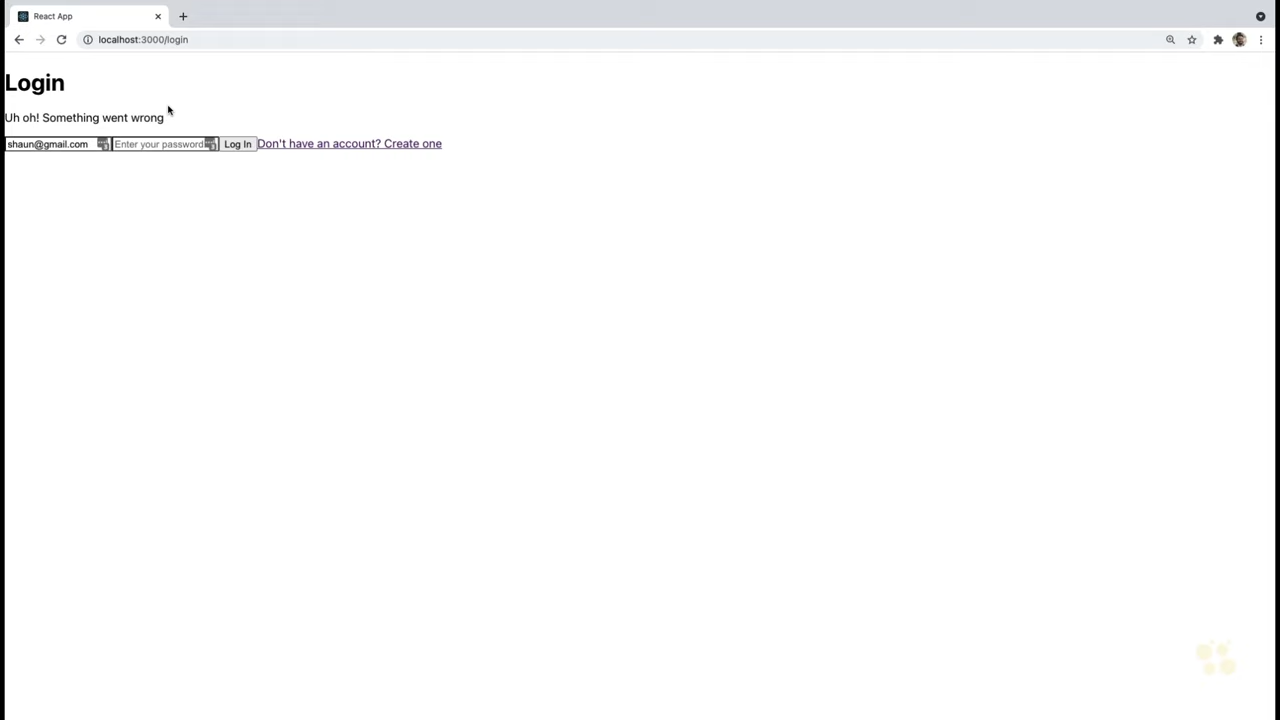 React App
localhost:3000/login
Login
Uh oh! Something went wrong
shaun@gmail.com Enter your password Log In Don't have an account? Create one